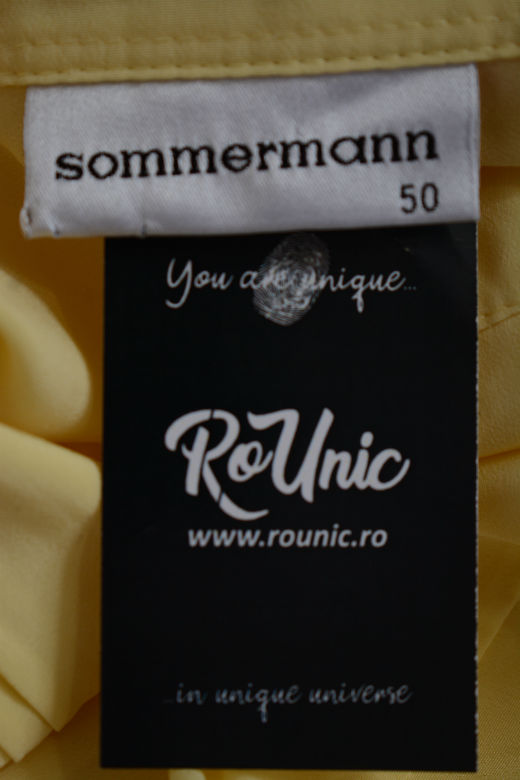 sommermann
50
You are unique...
RoUnic
www.rounic.ro
...in unique universe